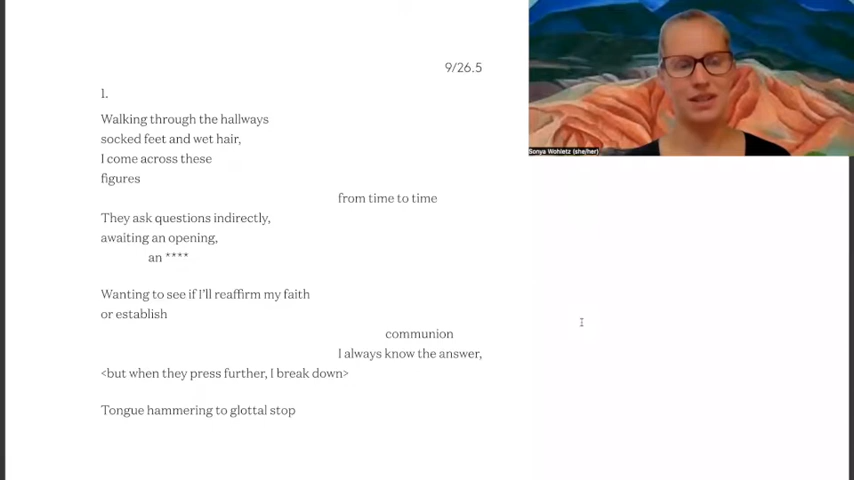 9/26.5
1.
Walking through the hallways
socked feet and wet hair,
I come across these
figures
from time to time
They ask questions indirectly,
awaiting an opening,
an ****
Wanting to see if I'll reaffirm my faith
or establish
communion
I always know the answer,
<but when they press further, I break down>
Tongue hammering to glottal stop
Sonya Wohletz (she/her)